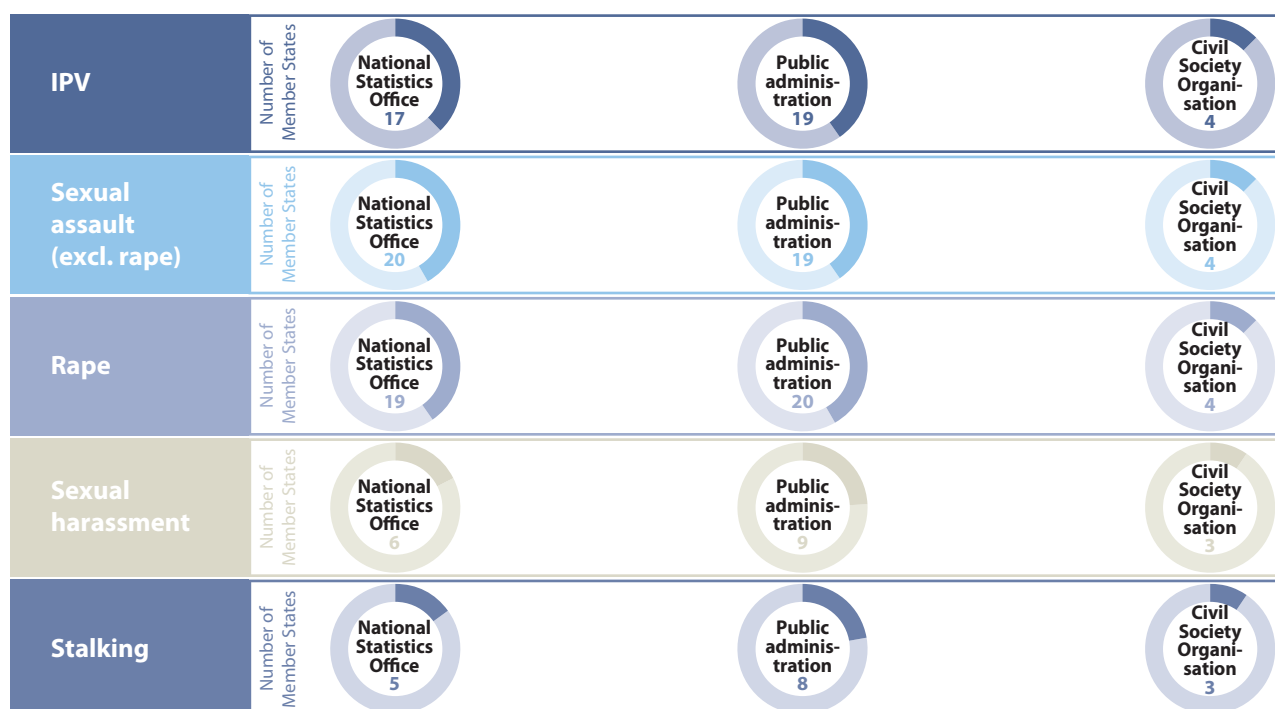 IPV
Number of
Member States
National
Statistics
Office
17
Public
adminis-
tration
19
Civil
Society
Organi-
sation
4
Sexual
assault
(excl. rape)
Number of
Member States
National
Statistics
Office
20
Public
adminis-
tration
19
Civil
Society
Organi-
sation
4
Rape
Number of
Member States
National
Statistics
Office
19
Public
adminis-
tration
20
Civil
Society
Organi-
sation
4
Sexual
harassment
Number of
Member States
National
Statistics
Office
6
Public
adminis-
tration
9
Civil
Society
Organi-
sation
3
Stalking
Number of
Member States
National
Statistics
Office
5
Public
adminis-
tration
8
Civil
Society
Organi-
sation
3